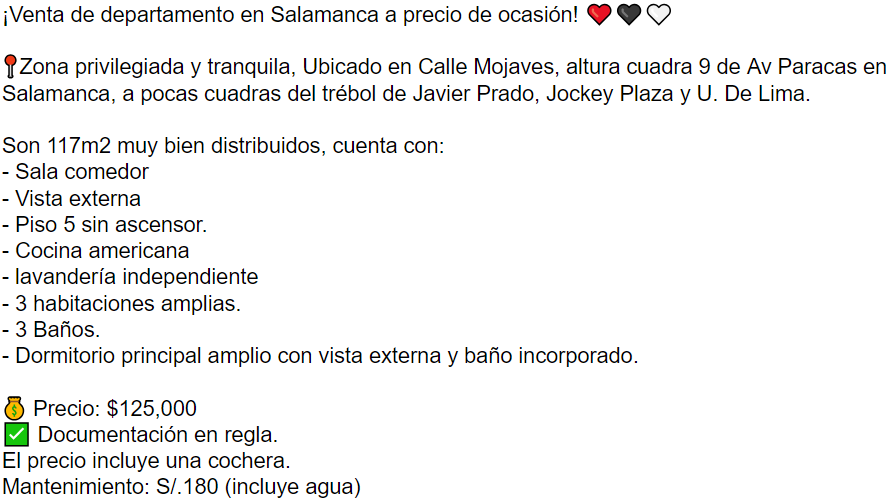 ¡Venta de departamento en Salamanca a precio de ocasión! ❤️🖤🤍
📍Zona privilegiada y tranquila, Ubicado en Calle Mojaves, altura cuadra 9 de Av Paracas en
Salamanca, a pocas cuadras del trébol de Javier Prado, Jockey Plaza y U. De Lima.
Son 117m2 muy bien distribuidos, cuenta con:
- Sala comedor
- Vista externa
- Piso 5 sin ascensor.
- Cocina americana
- lavandería independiente
- 3 habitaciones amplias.
- 3 Baños.
- Dormitorio principal amplio con vista externa y baño incorporado.
💰 Precio: $125,000
✅ Documentación en regla.
El precio incluye una cochera.
Mantenimiento: S/.180 (incluye agua)